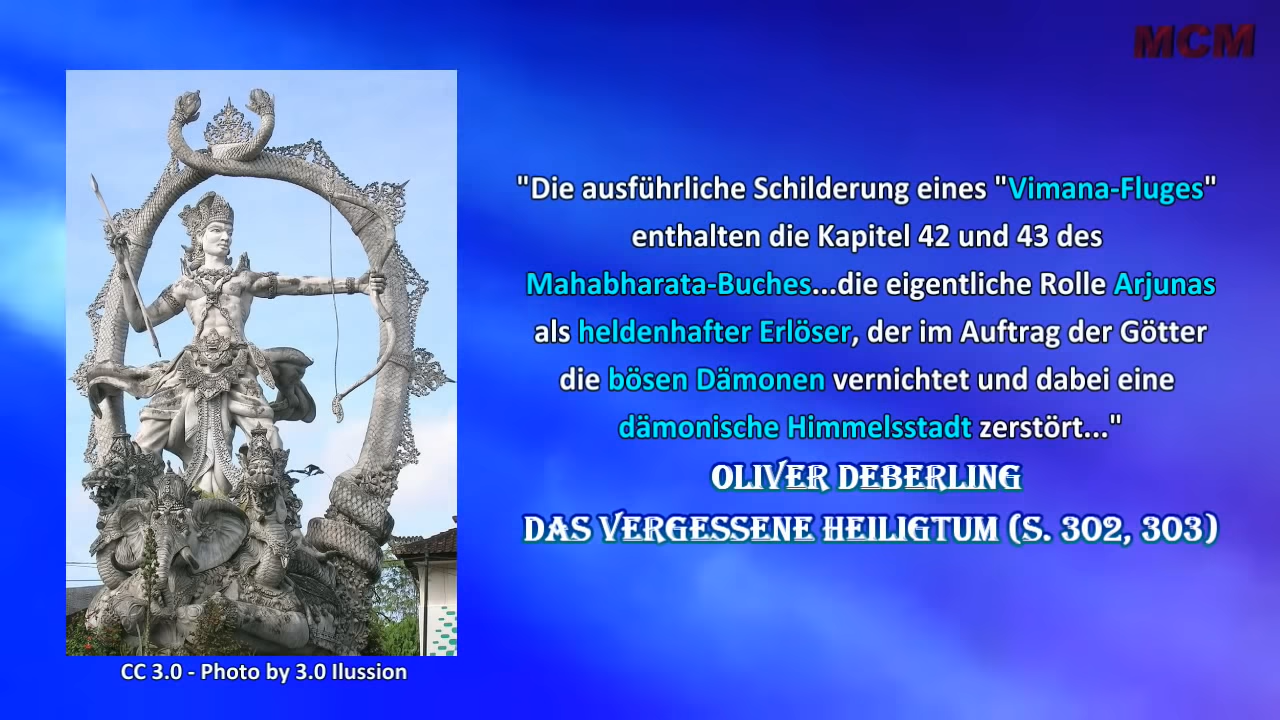 MCM
"Die ausführliche Schilderung eines "Vimana-Fluges"
enthalten die Kapitel 42 und 43 des
Mahabharata-Buches...die eigentliche Rolle Arjunas
als heldenhafter Erlöser, der im Auftrag der Götter
die bösen Dämonen vernichtet und dabei eine
dämonische Himmelsstadt zerstört..."
OLIVER DEBERLING
DAS VERGESSENE HEILIGTUM (S. 302, 303)
CC 3.0 - Photo by 3.0 Ilussion